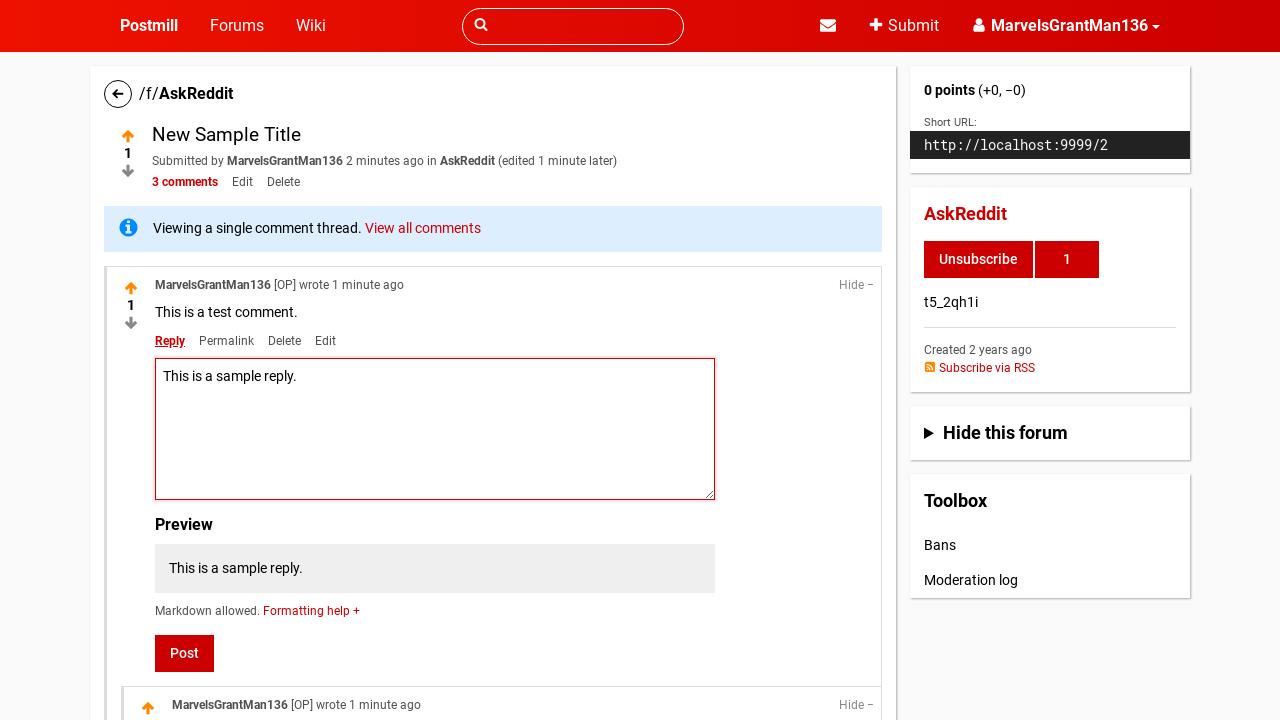 Postmill Forums Wiki Submit MarvelsGrantMan136
/f/AskReddit
New Sample Title
1
Submitted by MarvelsGrantMan136 2 minutes ago in AskReddit (edited 1 minute later)
3 comments Edit Delete
Viewing a single comment thread. View all comments
MarvelsGrantMan136 [OP] wrote 1 minute ago Hide −
1
This is a test comment.
Reply Permalink Delete Edit
This is a sample reply.
Preview
This is a sample reply.
Markdown allowed. Formatting help +
Post
MarvelsGrantMan136 [OP] wrote 1 minute ago Hide −
0 points (+0, −0)
Short URL:
http://localhost:9999/2
AskReddit
Unsubscribe 1
t5_2qh1i
Created 2 years ago
Subscribe via RSS
Hide this forum
Toolbox
Bans
Moderation log